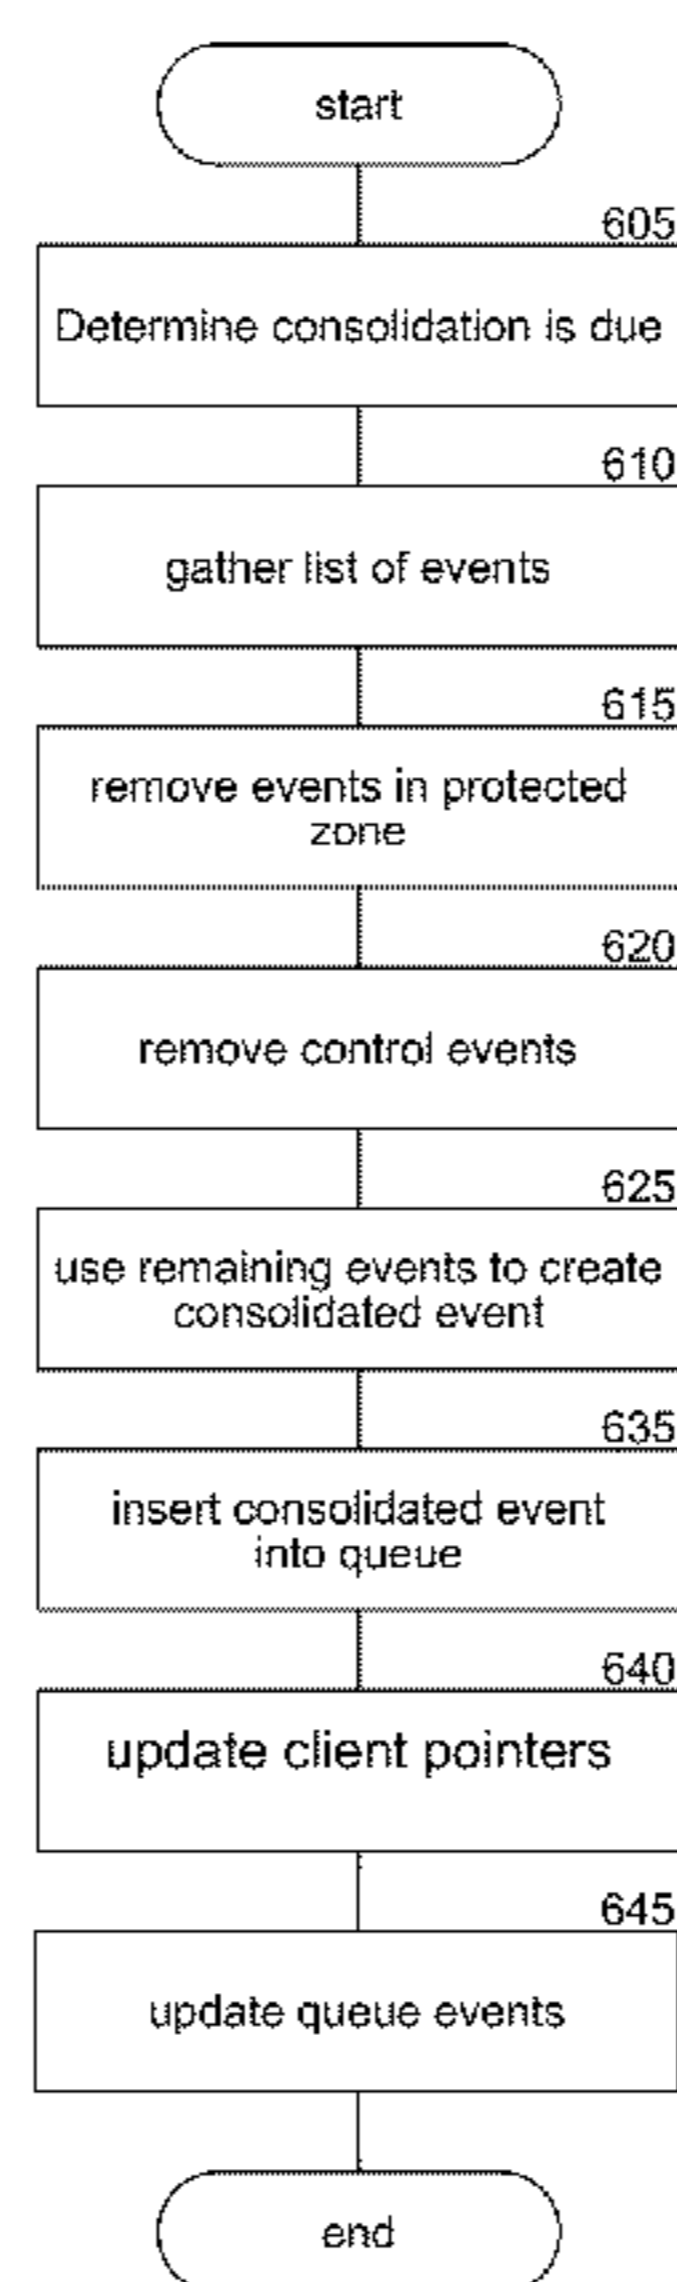 start
605
Determine consolidation is due
610
gather list of events
615
remove events in protected
zone
620
remove control events
625
use remaining events to create
consolidated event
635
insert consolidated event
into queue
640
update client pointers
645
update queue events
end